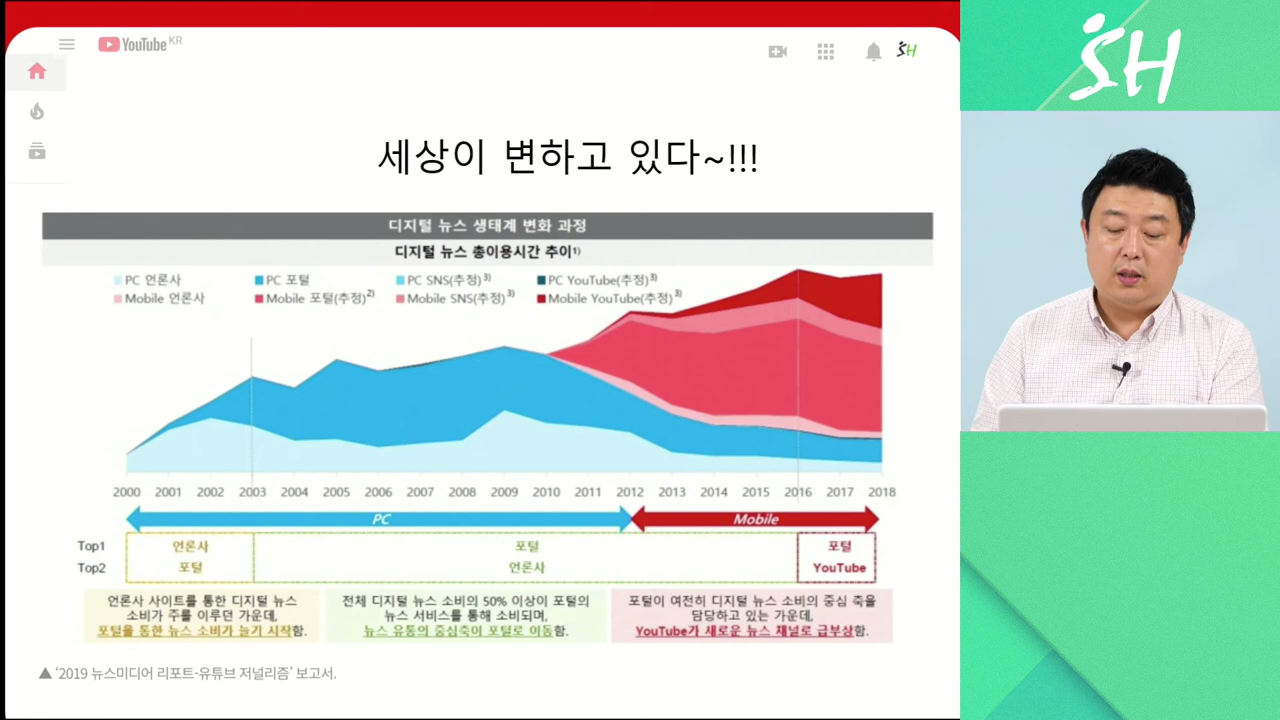 YouTube KR
SH
SH
세상이 변하고 있다~!!!
디지털 뉴스 생태계 변화 과정
디지털 뉴스 총이용시간 추이1)
PC 언론사 PC 포털 PC SNS(추정)3) PC YouTube(추정)3)
Mobile 언론사 Mobile 포털(추정)2) Mobile SNS(추정)3) Mobile YouTube(추정)3)
2000 2001 2002 2003 2004 2005 2006 2007 2008 2009 2010 2011 2012 2013 2014 2015 2016 2017 2018
PC Mobile
Top1 언론사 포털 포털
Top2 포털 언론사 YouTube
언론사 사이트를 통한 디지털 뉴스
소비가 주를 이루던 가운데,
포털을 통한 뉴스 소비가 늘기 시작함.
전체 디지털 뉴스 소비의 50% 이상이 포털의
뉴스 서비스를 통해 소비되며,
뉴스 유통의 중심축이 포털로 이동함.
포털이 여전히 디지털 뉴스 소비의 중심 축을
담당하고 있는 가운데,
YouTube가 새로운 뉴스 채널로 급부상함.
▲ ‘2019 뉴스미디어 리포트-유튜브 저널리즘’ 보고서.